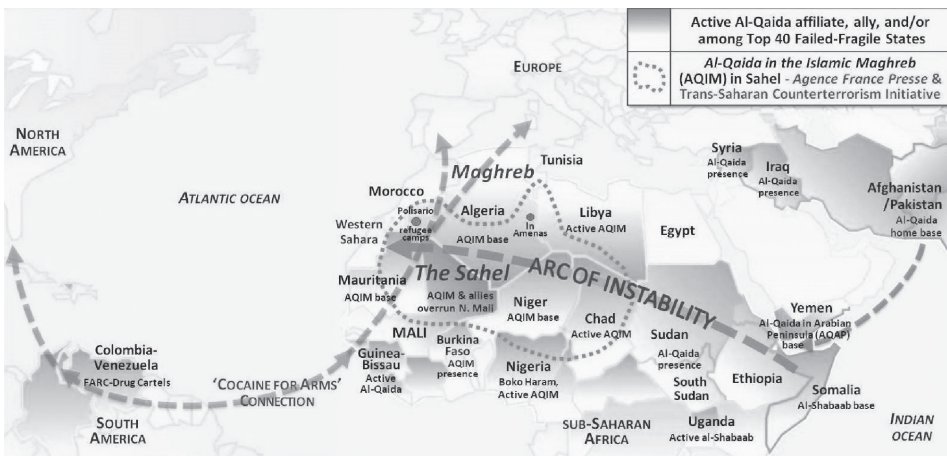 Active Al-Qaida affiliate, ally, and/or
among Top 40 Failed-Fragile States
Al-Qaida in the Islamic Maghreb
(AQIM) in Sahel - Agence France Presse &
Trans-Saharan Counterterrorism Initiative
EUROPE
NORTH
AMERICA
ATLANTIC OCEAN
Maghreb
Tunisia
Morocco
Polisario
refugee
camps
Western
Sahara
Algeria
AQIM base
In
Amenas
Libya
Active AQIM
Egypt
Syria
Al-Qaida
presence
Iraq
Al-Qaida
presence
Afghanistan
/Pakistan
Al-Qaida
home base
Mauritania
AQIM base
The Sahel
AQIM & allies
overrun N. Mali
ARC OF INSTABILITY
Niger
AQIM base
Chad
Active AQIM
Sudan
Al-Qaida
presence
Yemen
Al-Qaida in Arabian
Peninsula (AQAP)
base
MALI
Burkina
Faso
AQIM
presence
Guinea-
Bissau
Active
Al-Qaida
Nigeria
Boko Haram,
Active AQIM
South
Sudan
Ethiopia
Somalia
Al-Shabaab base
Colombia-
Venezuela
FARC-Drug Cartels
'COCAINE FOR ARMS'
CONNECTION
SOUTH
AMERICA
SUB-SAHARAN
AFRICA
Uganda
Active al-Shabaab
INDIAN
OCEAN